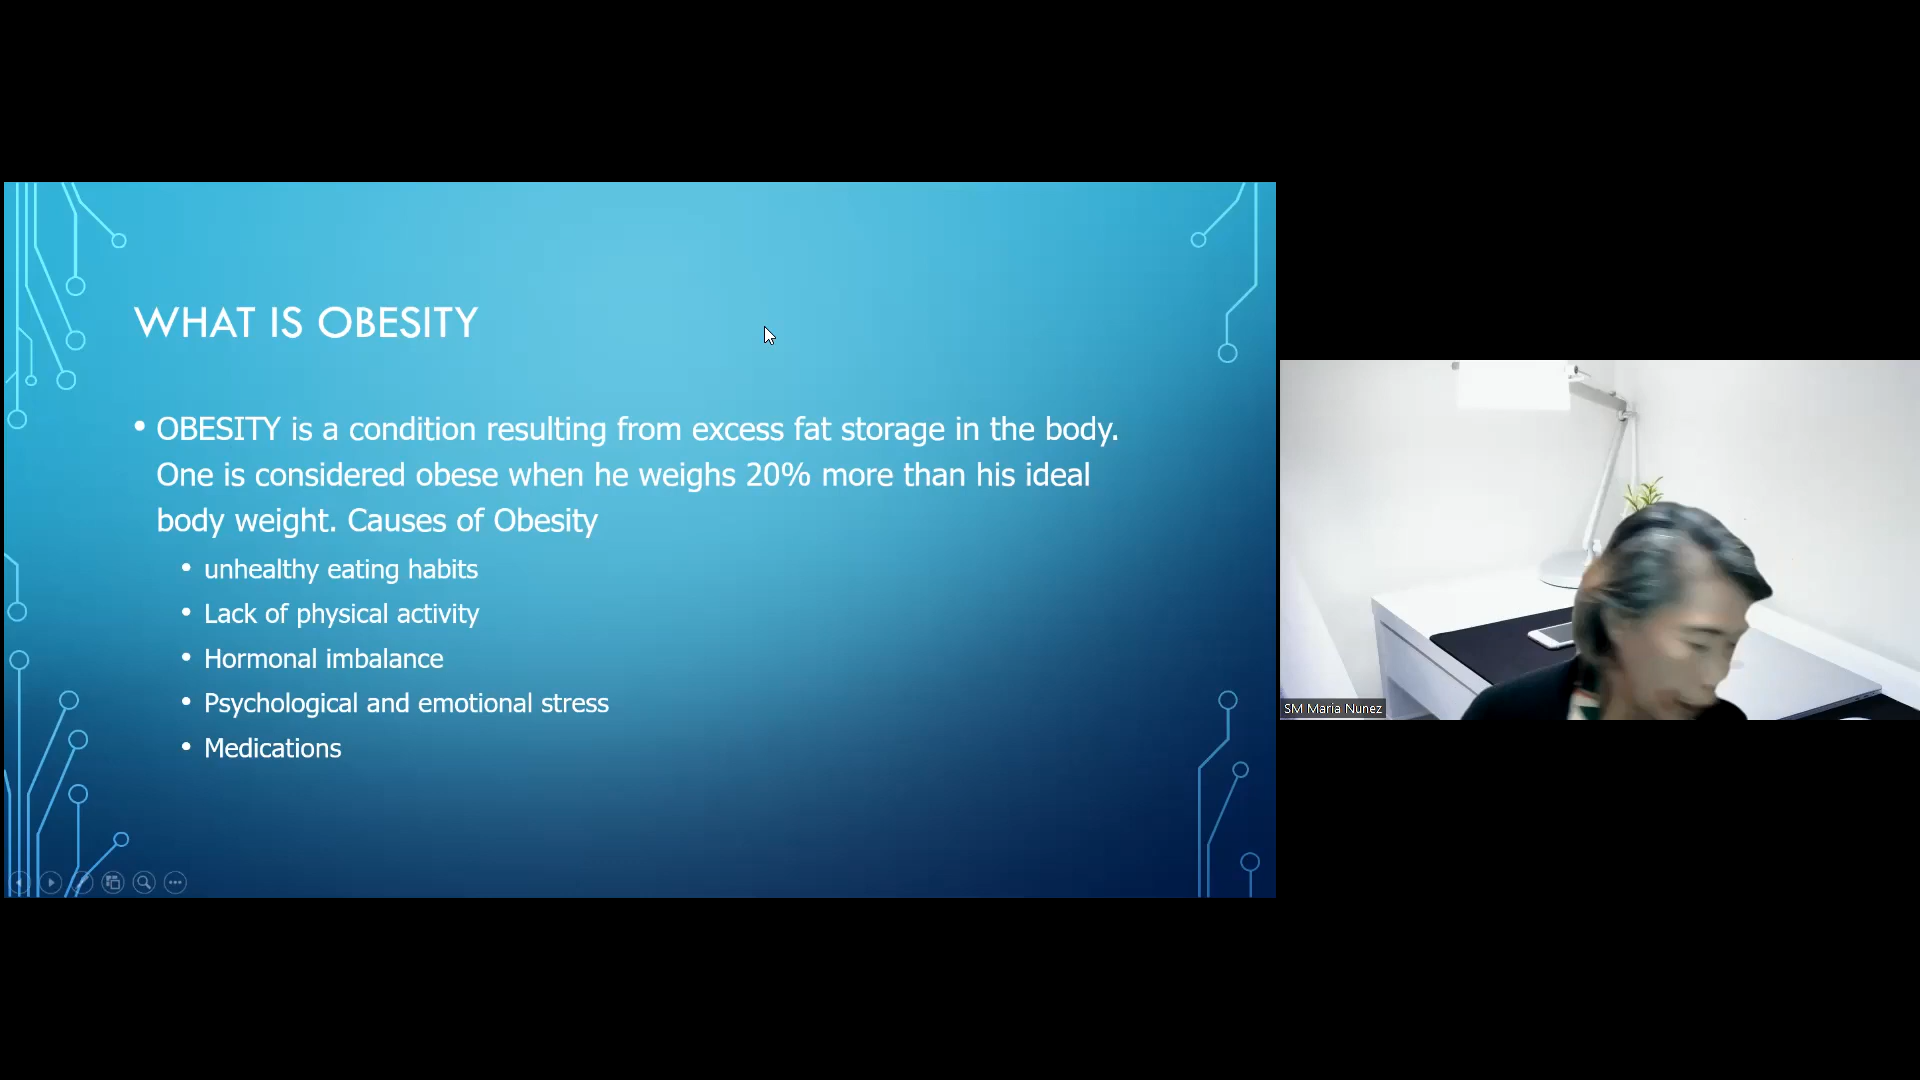 WHAT IS OBESITY
• OBESITY is a condition resulting from excess fat storage in the body.
One is considered obese when he weighs 20% more than his ideal
body weight. Causes of Obesity
• unhealthy eating habits
• Lack of physical activity
• Hormonal imbalance
• Psychological and emotional stress
• Medications
SM Maria Nunez